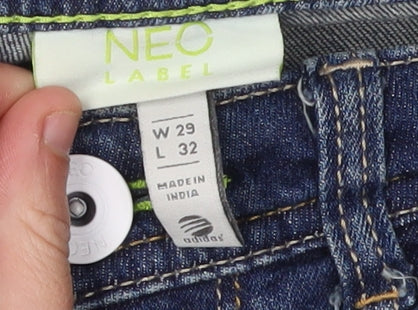 NEO
LABEL
W 29
L 32
MADE IN
INDIA
adidas
NEO